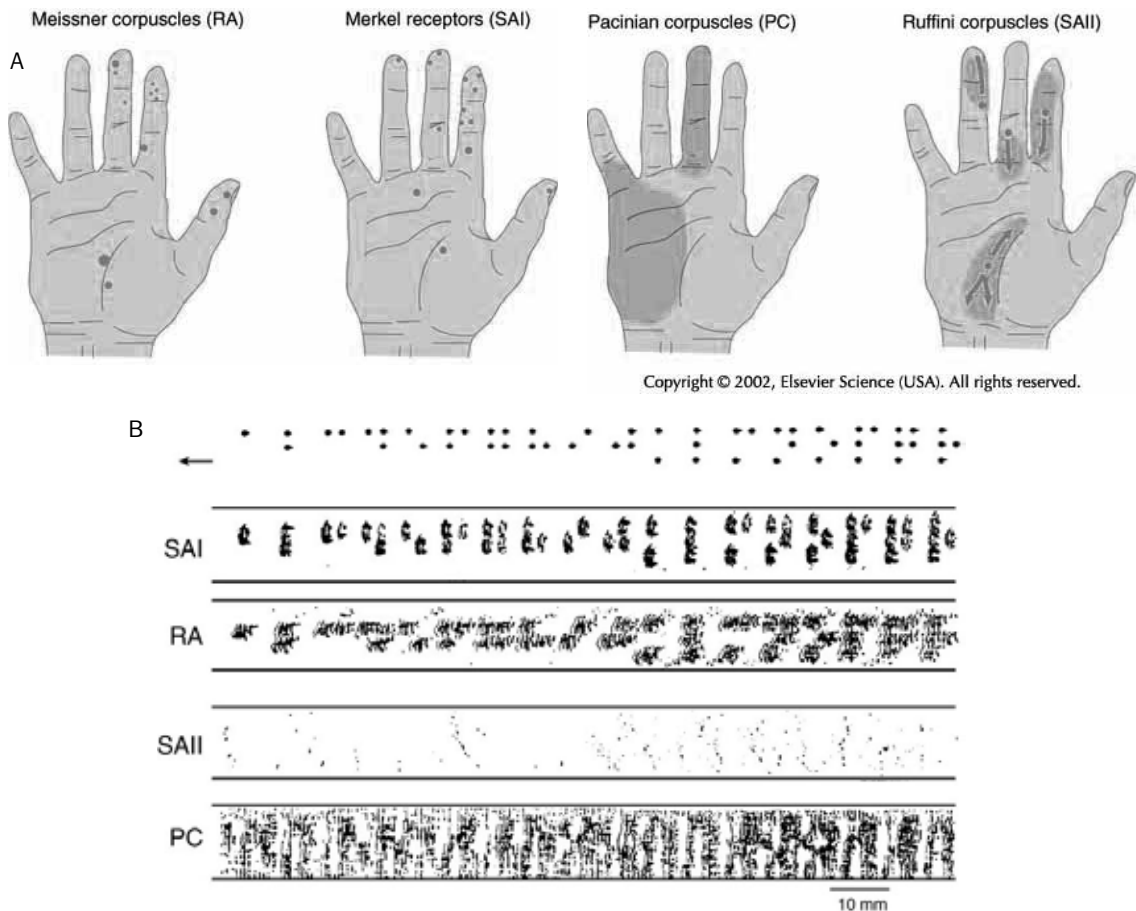 Meissner corpuscles (RA)
Merkel receptors (SAI)
Pacinian corpuscles (PC)
Ruffini corpuscles (SAII)
A
Copyright © 2002, Elsevier Science (USA). All rights reserved.
B
SAI
RA
SAII
PC
10 mm